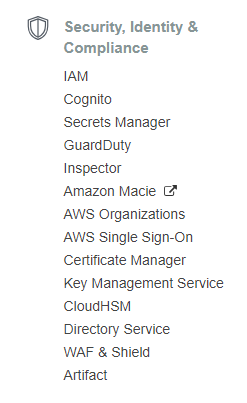 Security, Identity &
Compliance
IAM
Cognito
Secrets Manager
GuardDuty
Inspector
Amazon Macie
AWS Organizations
AWS Single Sign-On
Certificate Manager
Key Management Service
CloudHSM
Directory Service
WAF & Shield
Artifact